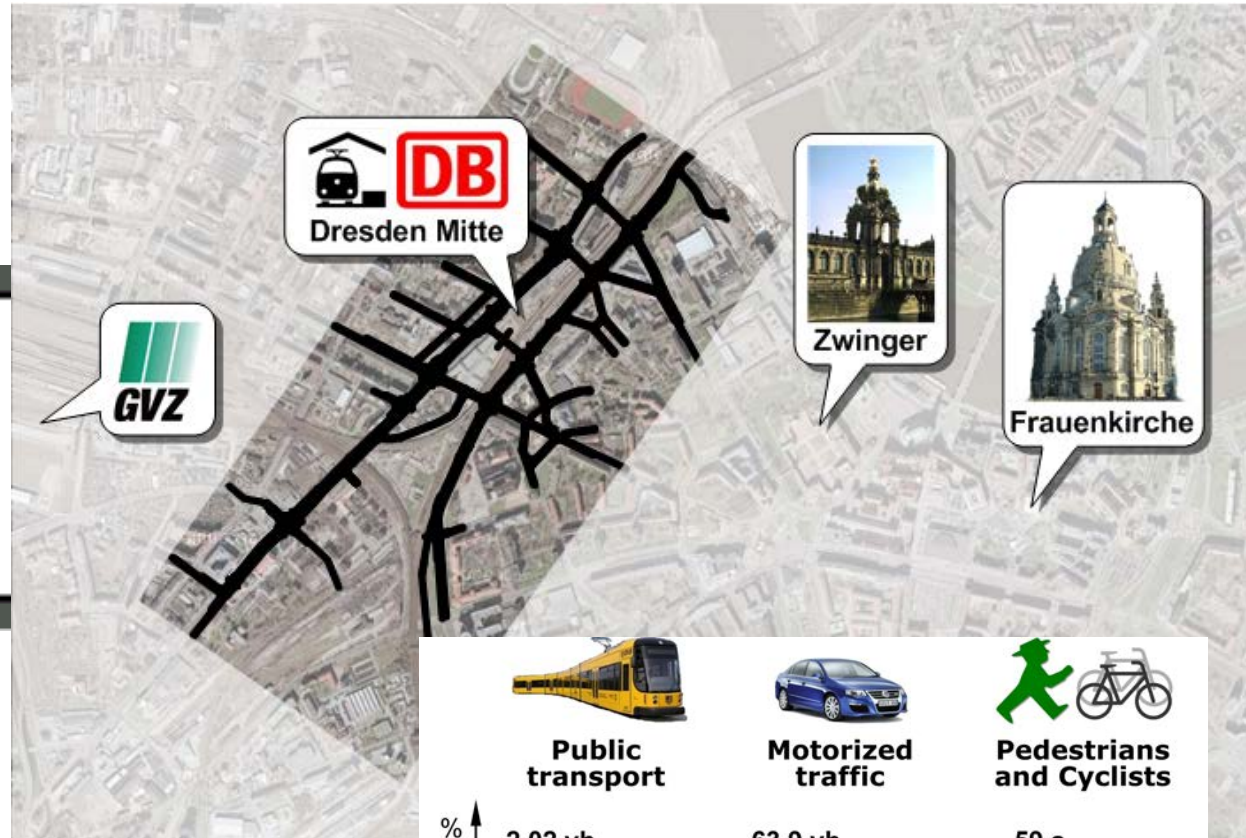 DB
Dresden Mitte
GVZ
Zwinger
Frauenkirche
Public
transport
Motorized
traffic
Pedestrians
and Cyclists
%